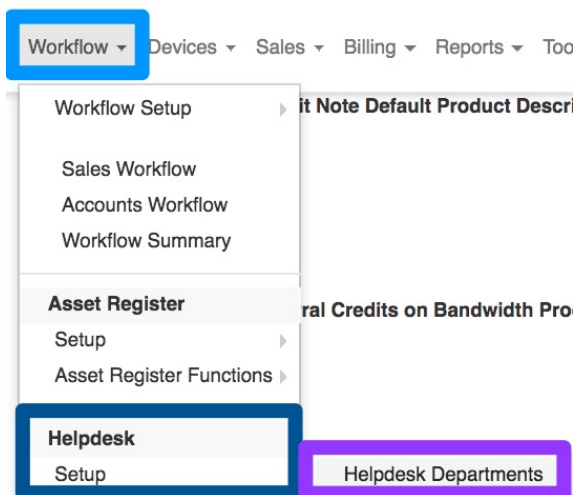 Workflow Devices Sales Billing Reports Too
Workflow Setup
it Note Default Product Descri
Sales Workflow
Accounts Workflow
Workflow Summary
Asset Register
ral Credits on Bandwidth Pro
Setup
Asset Register Functions
Helpdesk
Setup
Helpdesk Departments